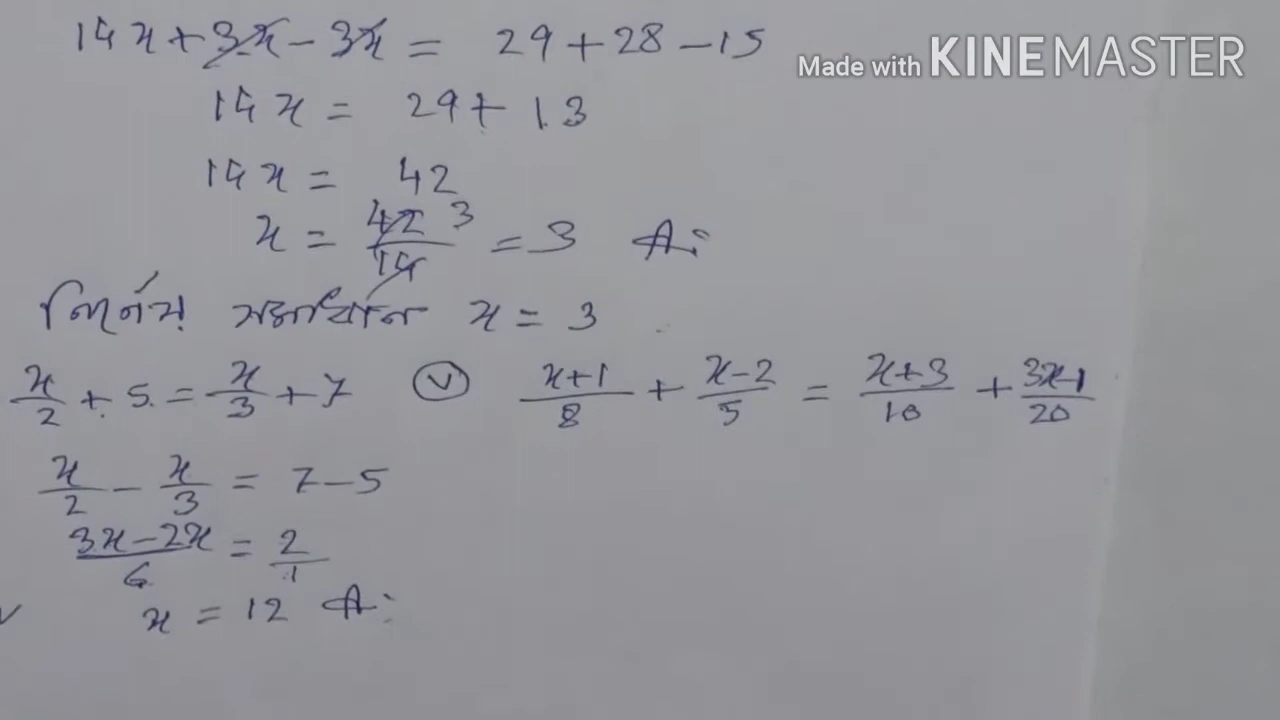 14x + 3x - 3x = 29 + 28 - 15
Made with KINEMASTER
14x = 29 + 13
14x = 42
x = 42/14 3 = 3 A:
নির্ণেয় সমাধান x = 3
x/2 + 5 = x/3 + 7 (v) x+1/8 + x-2/5 = x+3/10 + 3x-1/20
x/2 - x/3 = 7 - 5
3x-2x/6 = 2/1
x = 12 A: